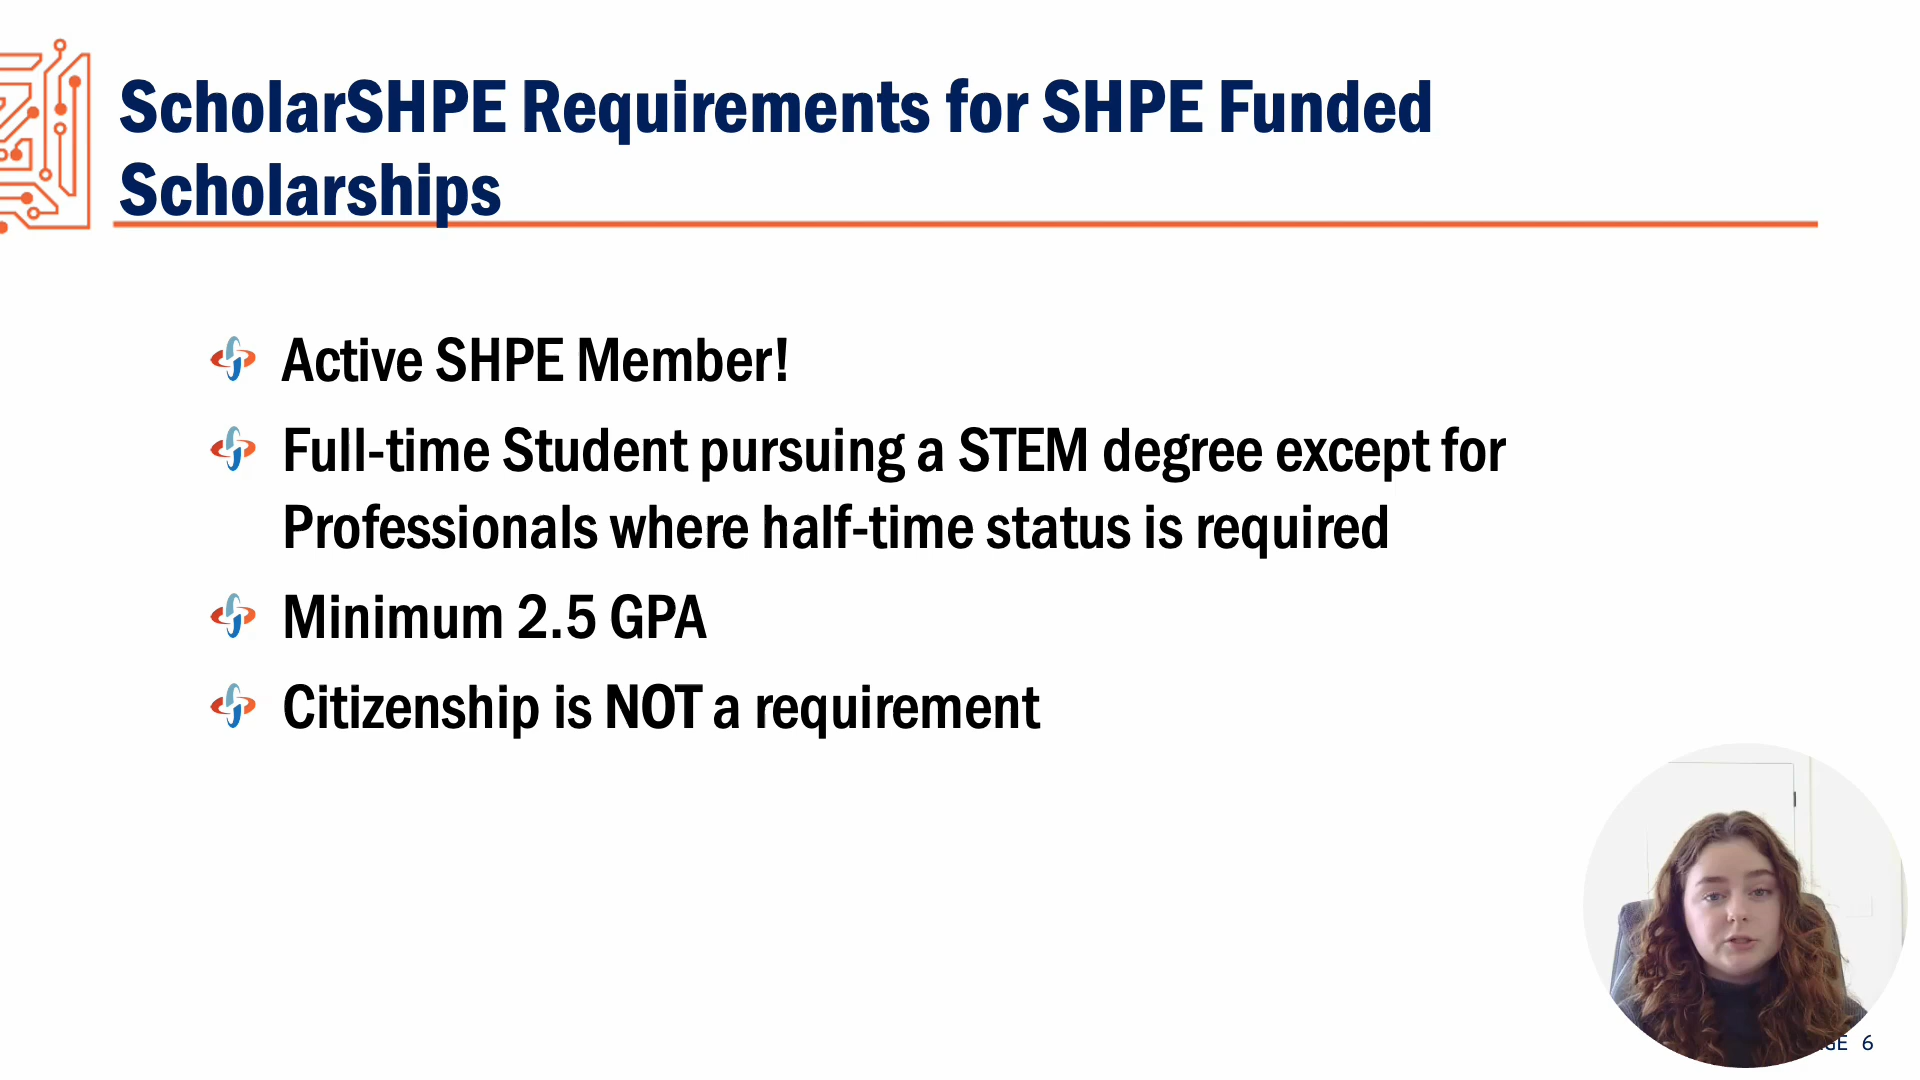 ScholarSHPE Requirements for SHPE Funded
Scholarships
Active SHPE Member!
Full-time Student pursuing a STEM degree except for
Professionals where half-time status is required
Minimum 2.5 GPA
Citizenship is NOT a requirement
6